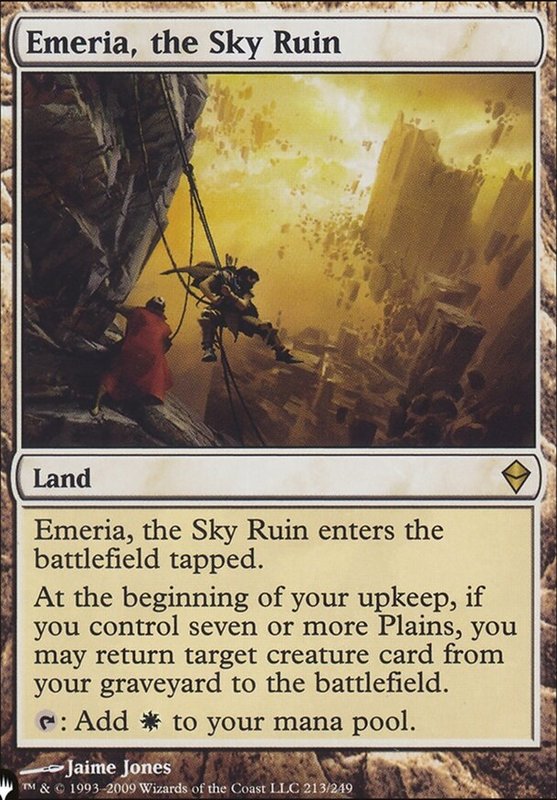 Emeria, the Sky Ruin
Land
Emeria, the Sky Ruin enters the
battlefield tapped.
At the beginning of your upkeep, if
you control seven or more Plains, you
may return target creature card from
your graveyard to the battlefield.
: Add to your mana pool.
Jaime Jones
™ & © 1993–2009 Wizards of the Coast LLC 213/249